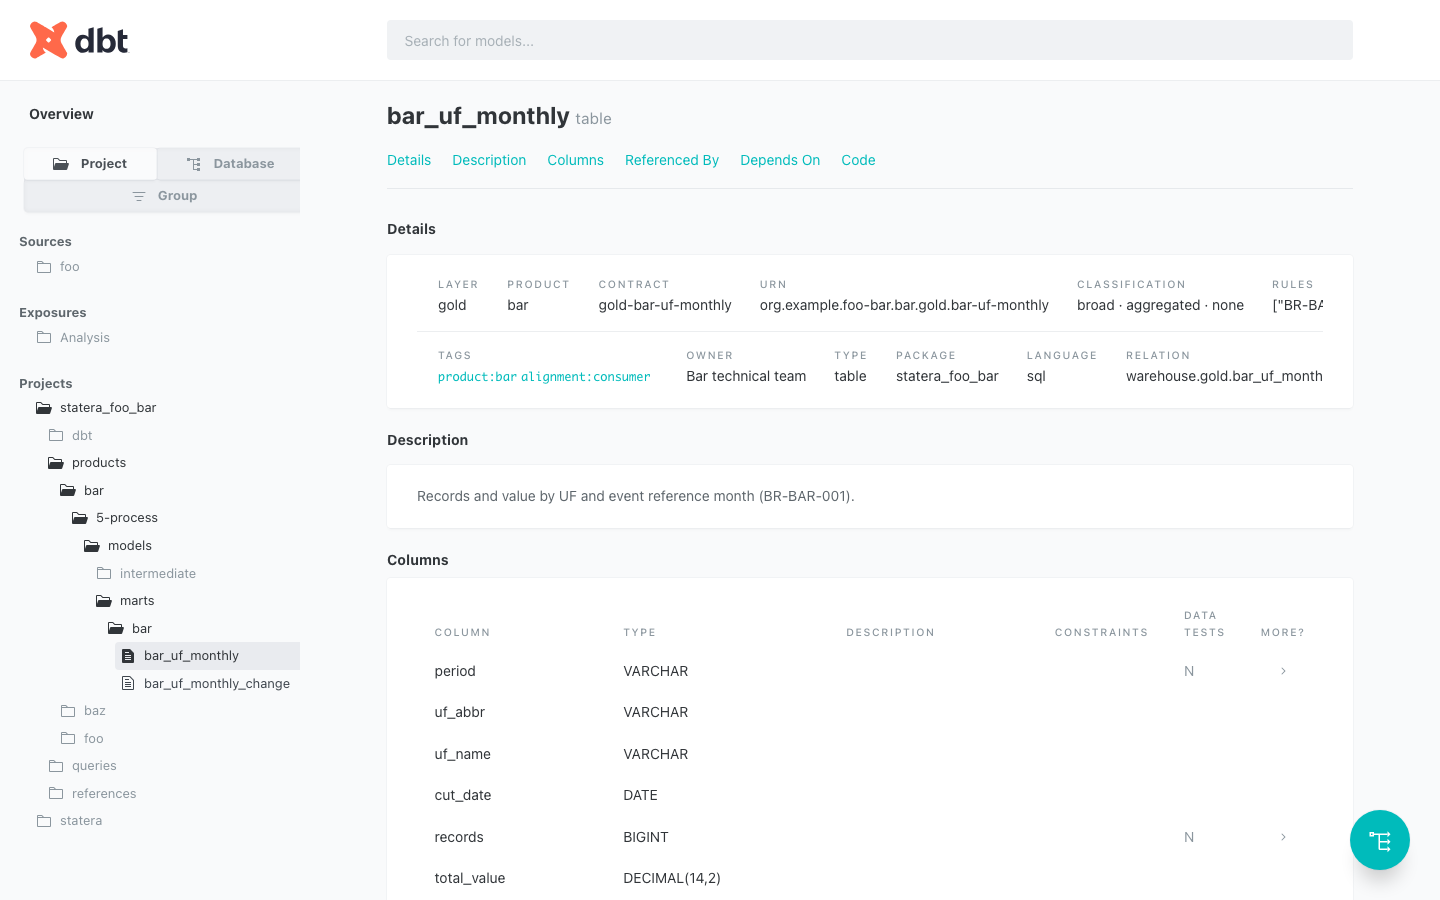 dbt
Search for models...
Overview
Project
Database
Group
Sources
foo
Exposures
Analysis
Projects
statera_foo_bar
dbt
products
bar
5-process
models
intermediate
marts
bar
bar_uf_monthly
bar_uf_monthly_change
baz
foo
queries
references
statera
bar_uf_monthly table
Details Description Columns Referenced By Depends On Code
Details
LAYER PRODUCT CONTRACT URN CLASSIFICATION RULES
gold bar gold-bar-uf-monthly org.example.foo-bar.bar.gold.bar-uf-monthly broad · aggregated · none ["BR-BA
TAGS OWNER TYPE PACKAGE LANGUAGE RELATION
product:bar alignment:consumer Bar technical team table statera_foo_bar sql warehouse.gold.bar_uf_month
Description
Records and value by UF and event reference month (BR-BAR-001).
Columns
COLUMN TYPE DESCRIPTION CONSTRAINTS DATA TESTS MORE?
period VARCHAR N
uf_abbr VARCHAR
uf_name VARCHAR
cut_date DATE
records BIGINT N
total_value DECIMAL(14,2)